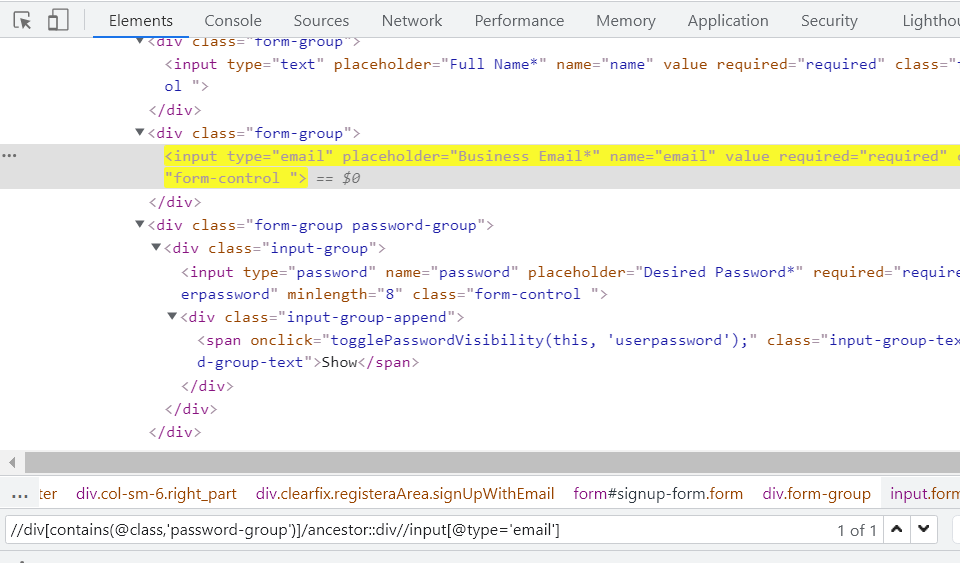 Elements Console Sources Network Performance Memory Application Security
<div class="form-group">
<input type="text" placeholder="Full Name*" name="name" value required="required" class="
ol ">
</div>
<div class="form-group">
<input type="email" placeholder="Business Email*" name="email" value required="required"
"form-control "> == $0
</div>
<div class="form-group password-group">
<div class="input-group">
<input type="password" name="password" placeholder="Desired Password*" required="require
erpassword" minlength="8" class="form-control ">
<div class="input-group-append">
<span onclick="togglePasswordVisibility(this, 'userpassword');" class="input-group-tex
d-group-text">Show</span>
</div>
</div>
</div>
... ter div.col-sm-6.right_part div.clearfix.registeraArea.signUpWithEmail form#signup-form.form div.form-group input.form
//div[contains(@class,'password-group')]/ancestor::div//input[@type='email'] 1 of 1